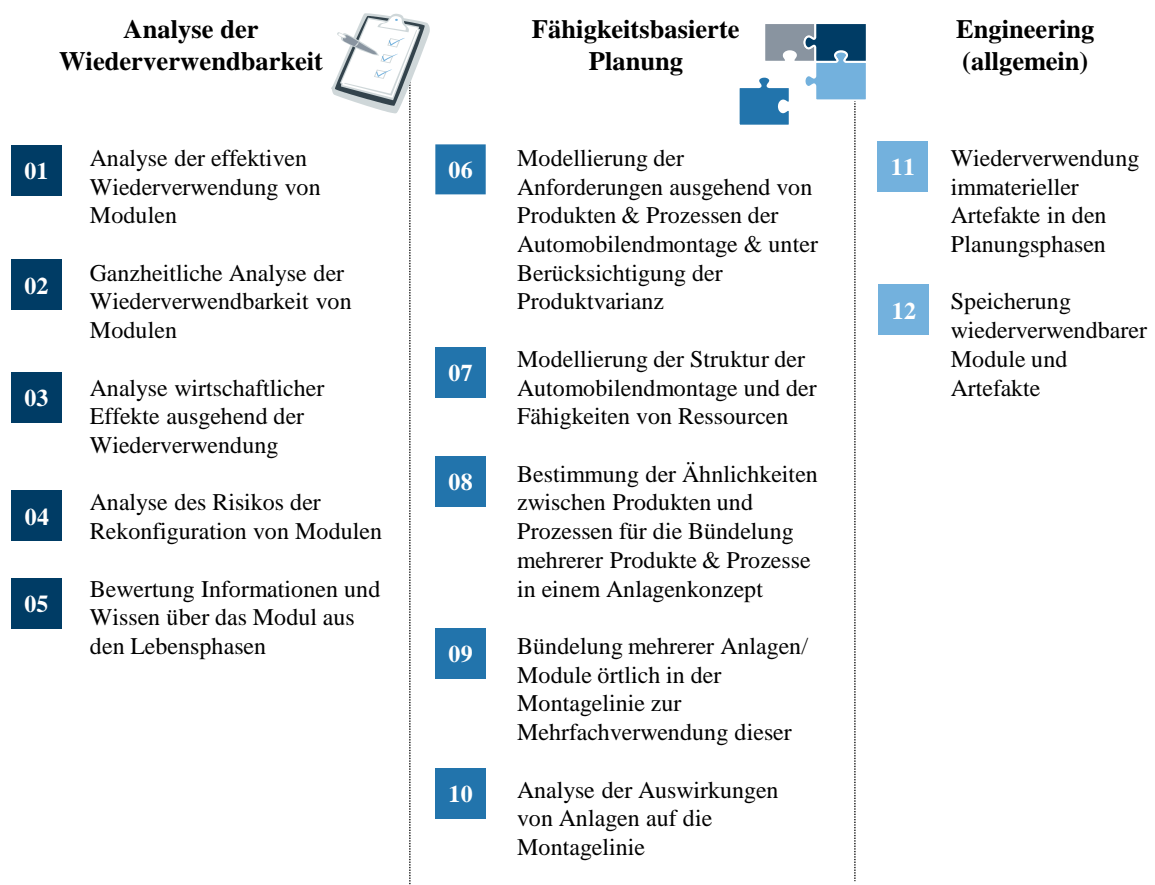 Analyse der
Wiederverwendbarkeit
01
Analyse der effektiven
Wiederverwendung von
Modulen
02
Ganzheitliche Analyse der
Wiederverwendbarkeit von
Modulen
03
Analyse wirtschaftlicher
Effekte ausgehend der
Wiederverwendung
04
Analyse des Risikos der
Rekonfiguration von Modulen
05
Bewertung Informationen und
Wissen über das Modul aus
den Lebensphasen
Fähigkeitsbasierte
Planung
06
Modellierung der
Anforderungen ausgehend von
Produkten & Prozessen der
Automobilendmontage & unter
Berücksichtigung der
Produktvarianz
07
Modellierung der Struktur der
Automobilendmontage und der
Fähigkeiten von Ressourcen
08
Bestimmung der Ähnlichkeiten
zwischen Produkten und
Prozessen für die Bündelung
mehrerer Produkte & Prozesse
in einem Anlagenkonzept
09
Bündelung mehrerer Anlagen/
Module örtlich in der
Montagelinie zur
Mehrfachverwendung dieser
10
Analyse der Auswirkungen
von Anlagen auf die
Montagelinie
Engineering
(allgemein)
11
Wiederverwendung
immaterieller
Artefakte in den
Planungsphasen
12
Speicherung
wiederverwendbarer
Module und
Artefakte